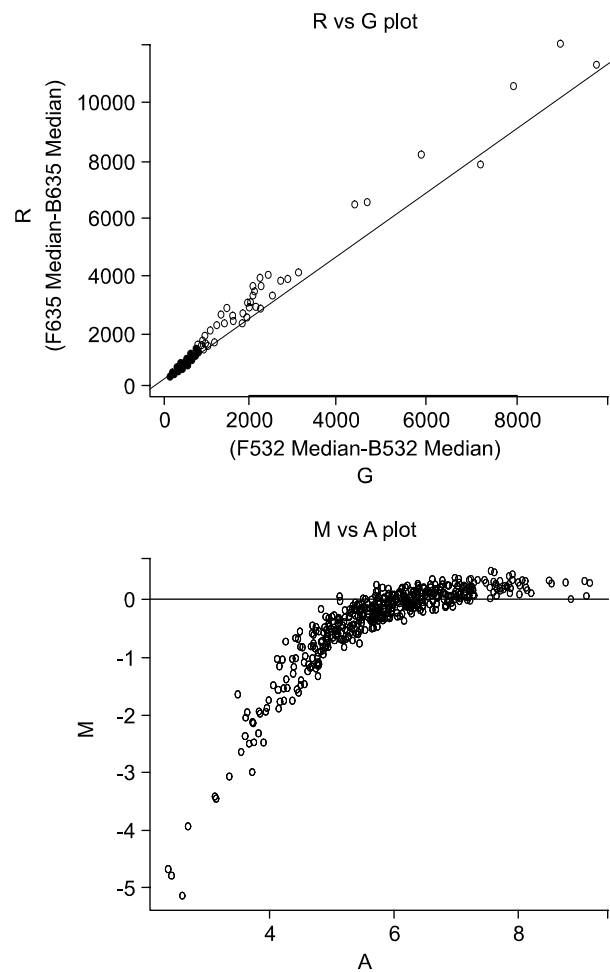 R vs G plot
R
(F635 Median-B635 Median)
10000
8000
6000
4000
2000
0
0 2000 4000 6000 8000
(F532 Median-B532 Median)
G
M vs A plot
M
0
-1
-2
-3
-4
-5
4 6 8
A